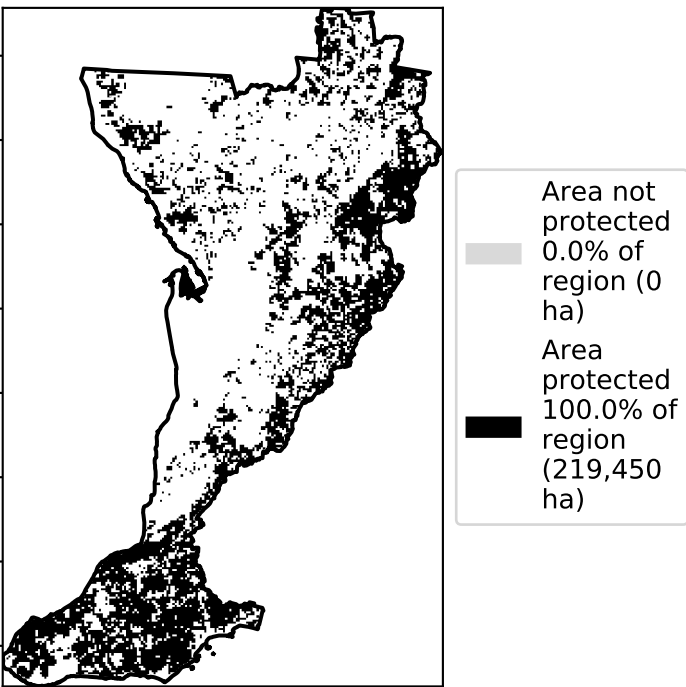 Area not
protected
0.0% of
region (0
ha)
Area
protected
100.0% of
region
(219,450
ha)